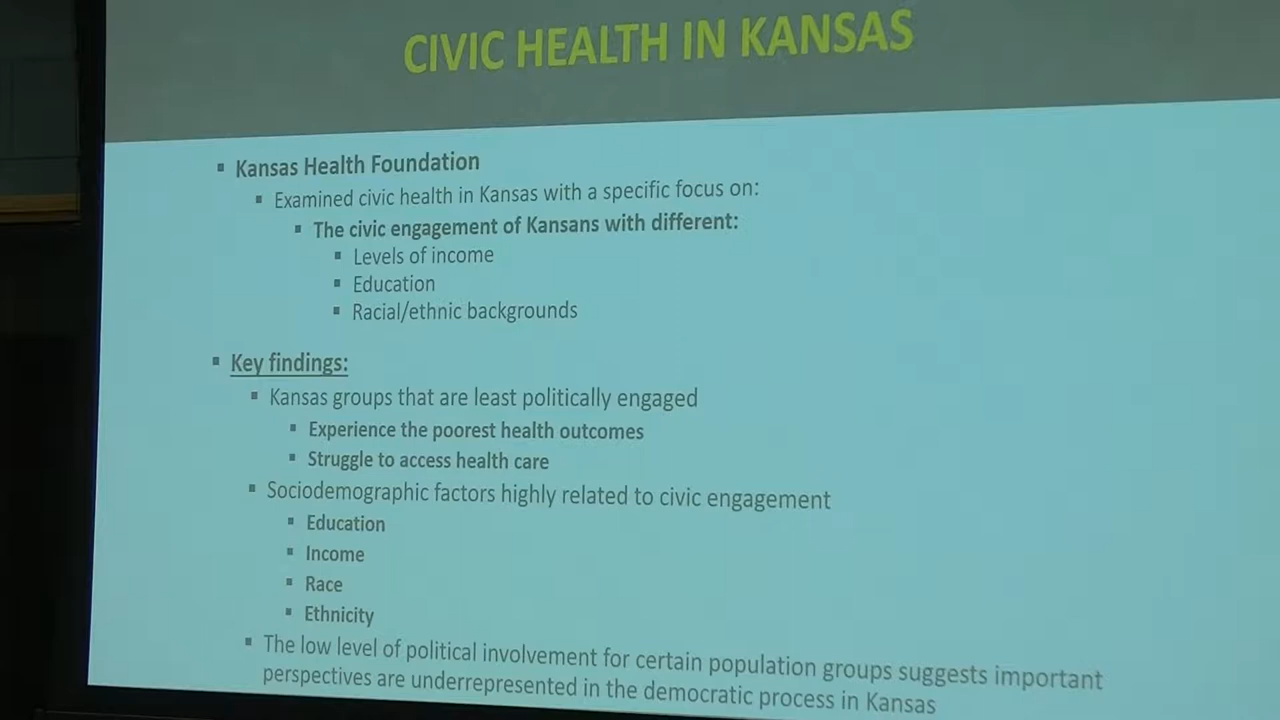 CIVIC HEALTH IN KANSAS
▪ Kansas Health Foundation
▪ Examined civic health in Kansas with a specific focus on:
▪ The civic engagement of Kansans with different:
▪ Levels of income
▪ Education
▪ Racial/ethnic backgrounds
▪ Key findings:
▪ Kansas groups that are least politically engaged
▪ Experience the poorest health outcomes
▪ Struggle to access health care
▪ Sociodemographic factors highly related to civic engagement
▪ Education
▪ Income
▪ Race
▪ Ethnicity
▪ The low level of political involvement for certain population groups suggests important
perspectives are underrepresented in the democratic process in Kansas